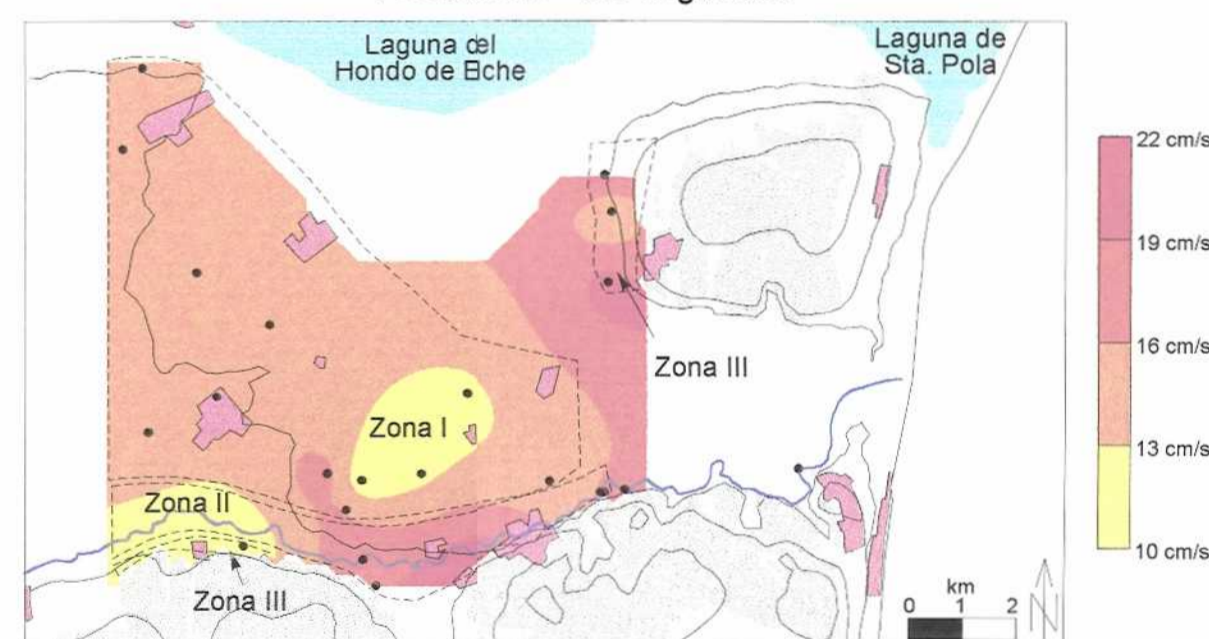 Laguna del
Hondo de Elche
Laguna de
Sta. Pola
22 cm/s
19 cm/s
16 cm/s
13 cm/s
10 cm/s
Zona III
Zona I
Zona II
Zona III
km
0 1 2
N